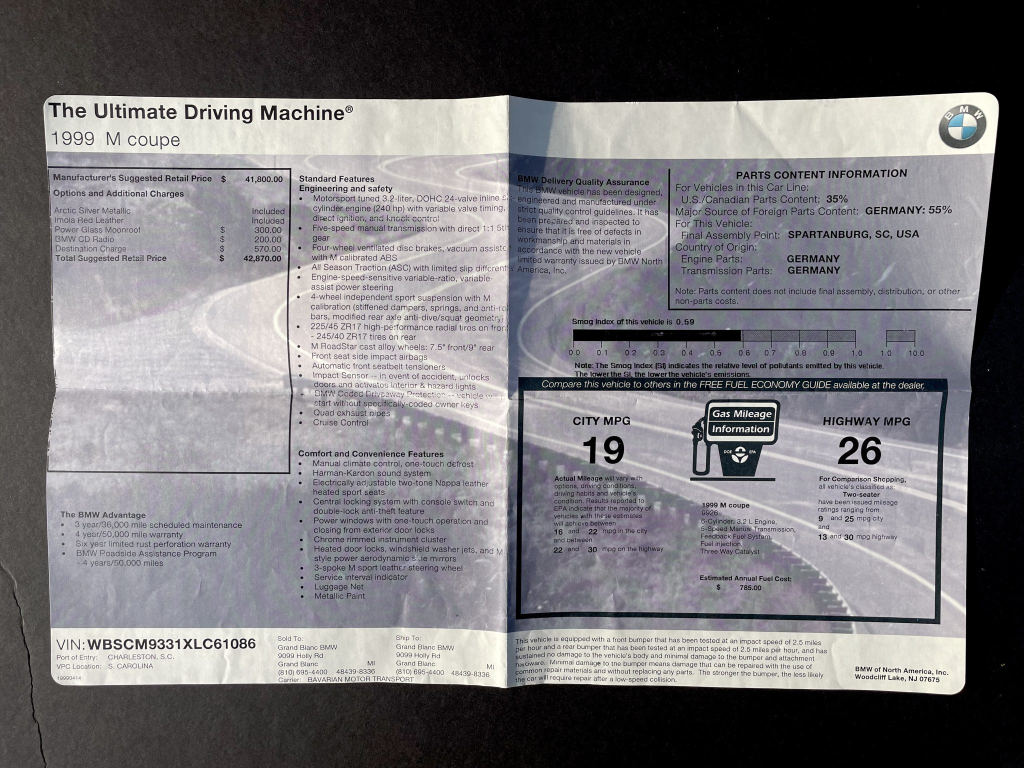 The Ultimate Driving Machine®
1999 M coupe
BMW
Manufacturer's Suggested Retail Price $ 41,800.00
Options and Additional Charges
Arctic Silver Metallic Included
Imola Red Leather Included
Power Glass Moonroof $ 300.00
BMW CD Radio $ 200.00
Destination Charge $ 570.00
Total Suggested Retail Price $ 42,870.00
The BMW Advantage
• 3 year/36,000 mile scheduled maintenance
• 4 year/50,000 mile warranty
• Six year limited rust perforation warranty
• BMW Roadside Assistance Program
- 4 years/50,000 miles
Standard Features
Engineering and safety
• Motorsport tuned 3.2-liter, DOHC 24-valve inline
cylinder engine (240 hp) with variable valve timing,
direct ignition, and knock control
• Five-speed manual transmission with direct 1:1 5th
gear
• Four-wheel ventilated disc brakes, vacuum assisted
with M calibrated ABS
• All Season Traction (ASC) with limited slip different
• Engine-speed-sensitive variable-ratio, variable-
assist power steering
• 4-wheel independent sport suspension with M
calibration (stiffened dampers, springs, and anti-roll
bars, modified rear axle anti-dive/squat geometry)
• 225/45 ZR17 high-performance radial tires on front
- 245/40 ZR17 tires on rear
• M RoadStar cast alloy wheels: 7.5" front/9" rear
• Front seat side impact airbags
• Automatic front seatbelt tensioners
• Impact Sensor -- in event of accident, unlocks
doors and activates interior & hazard lights
• BMW Coded Driveaway Protection -- vehicle
start without specifically-coded owner keys
• Quad exhaust pipes
• Cruise Control
Comfort and Convenience Features
• Manual climate control, one-touch defrost
• Harman-Kardon sound system
• Electrically adjustable two-tone Nappa leather
heated sport seats
• Central locking system with console switch and
double-lock anti-theft feature
• Power windows with one-touch operation and
closing from exterior door locks
• Chrome rimmed instrument cluster
• Heated door locks, windshield washer jets, and M
style power aerodynamic side mirrors
• 3-spoke M sport leather steering wheel
• Service interval indicator
• Luggage Net
• Metallic Paint
BMW Delivery Quality Assurance
This BMW vehicle has been designed,
engineered and manufactured under
strict quality control guidelines. It has
been prepared and inspected to
ensure that it is free of defects in
workmanship and materials in
accordance with the new vehicle
limited warranty issued by BMW North
America, Inc.
PARTS CONTENT INFORMATION
For Vehicles in this Car Line:
U.S./Canadian Parts Content: 35%
Major Source of Foreign Parts Content: GERMANY: 55%
For This Vehicle:
Final Assembly Point: SPARTANBURG, SC, USA
Country of Origin:
Engine Parts: GERMANY
Transmission Parts: GERMANY
Note: Parts content does not include final assembly, distribution, or other
non-parts costs.
Smog Index of this vehicle is 0.59
0.0 0.1 0.2 0.3 0.4 0.5 0.6 0.7 0.8 0.9 1.0 10.0
Note: The Smog Index (SI) indicates the relative level of pollutants emitted by this vehicle.
The lower the SI, the lower the vehicle's emissions.
Compare this vehicle to others in the FREE FUEL ECONOMY GUIDE available at the dealer.
CITY MPG
19
Gas Mileage
Information
DOE EPA
HIGHWAY MPG
26
Actual Mileage will vary with
options, driving conditions,
driving habits and vehicle's
condition. Results reported to
EPA indicate that the majority of
vehicles with these estimates
will achieve between
16 and 22 mpg in the city
and between
22 and 30 mpg on the highway
1999 M coupe
6-Cylinder, 3.2 L Engine,
5-Speed Manual Transmission,
Feedback Fuel System,
Fuel Injection,
Three Way Catalyst
Estimated Annual Fuel Cost:
$ 785.00
For Comparison Shopping,
all vehicles classified as
Two-seater
have been issued mileage
ratings ranging from
9 and 25 mpg city
and
13 and 30 mpg highway
VIN: WBSCM9331XLC61086
Port of Entry: CHARLESTON, S.C.
VPC Location: S. CAROLINA
19990414
Sold To:
Grand Blanc BMW
9099 Holly Rd
Grand Blanc MI
(810) 695-4400 48439-8336
Carrier: BAVARIAN MOTOR TRANSPORT
Ship To:
Grand Blanc BMW
9099 Holly Rd
Grand Blanc MI
(810) 695-4400 48439-8336
This vehicle is equipped with a front bumper that has been tested at an impact speed of 2.5 miles
per hour and a rear bumper that has been tested at an impact speed of 2.5 miles per hour, and has
sustained no damage to the vehicle's body and minimal damage to the bumper and attachment
hardware. Minimal damage to the bumper means damage that can be repaired with the use of
common repair materials and without replacing any parts. The stronger the bumper, the less likely
the car will require repair after a low-speed collision.
BMW of North America, Inc.
Woodcliff Lake, NJ 07675